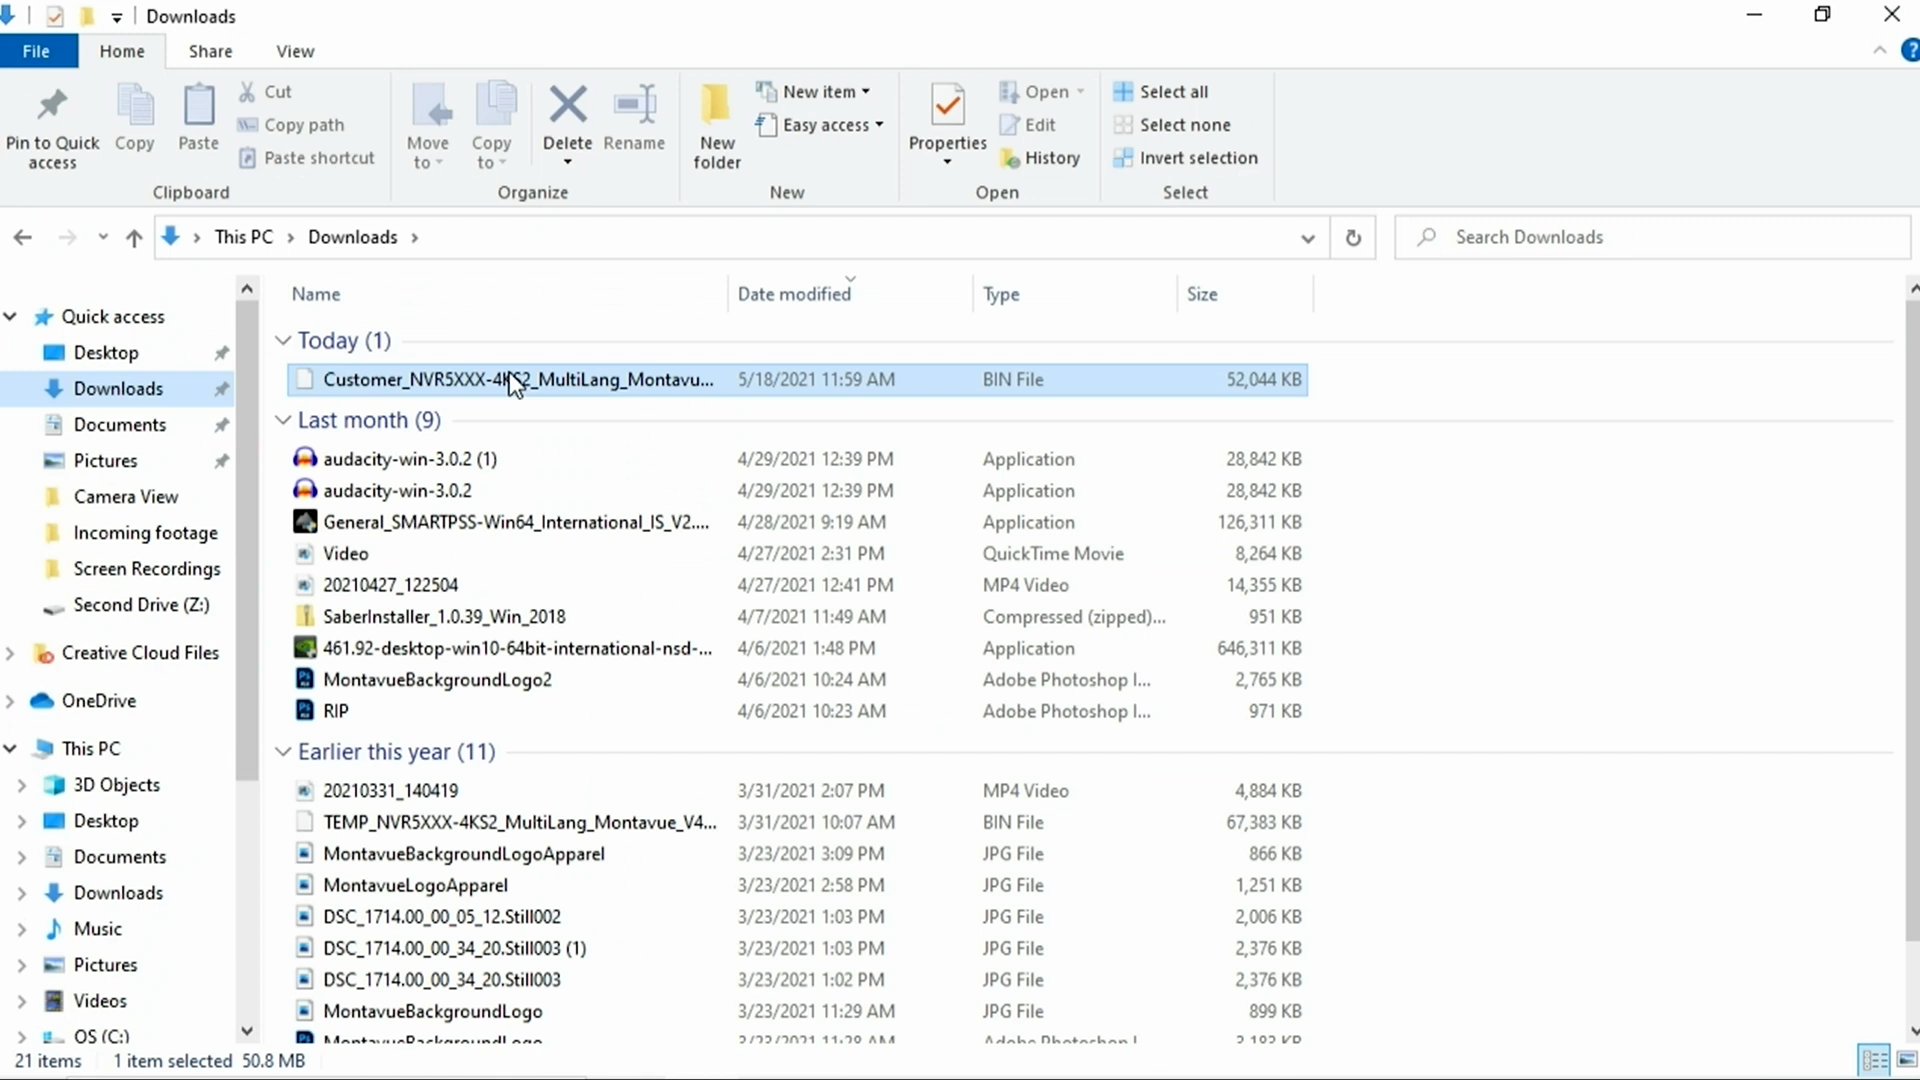 Downloads
File Home Share View
Pin to Quick access
Copy
Paste
Cut
Copy path
Paste shortcut
Clipboard
Move to
Copy to
Delete
Rename
Organize
New folder
New item
Easy access
New
Properties
Open
Edit
History
Open
Select all
Select none
Invert selection
Select
This PC > Downloads >
Search Downloads
Quick access
Desktop
Downloads
Documents
Pictures
Camera View
Incoming footage
Screen Recordings
Second Drive (Z:)
Creative Cloud Files
OneDrive
This PC
3D Objects
Desktop
Documents
Downloads
Music
Pictures
Videos
OS (C:)
Name Date modified Type Size
Today (1)
Customer_NVR5XXX-4KS2_MultiLang_Montavu... 5/18/2021 11:59 AM BIN File 52,044 KB
Last month (9)
audacity-win-3.0.2 (1) 4/29/2021 12:39 PM Application 28,842 KB
audacity-win-3.0.2 4/29/2021 12:39 PM Application 28,842 KB
General_SMARTPSS-Win64_International_IS_V2.... 4/28/2021 9:19 AM Application 126,311 KB
Video 4/27/2021 2:31 PM QuickTime Movie 8,264 KB
20210427_122504 4/27/2021 12:41 PM MP4 Video 14,355 KB
SaberInstaller_1.0.39_Win_2018 4/7/2021 11:49 AM Compressed (zipped)... 951 KB
461.92-desktop-win10-64bit-international-nsd-... 4/6/2021 1:48 PM Application 646,311 KB
MontavueBackgroundLogo2 4/6/2021 10:24 AM Adobe Photoshop I... 2,765 KB
RIP 4/6/2021 10:23 AM Adobe Photoshop I... 971 KB
Earlier this year (11)
20210331_140419 3/31/2021 2:07 PM MP4 Video 4,884 KB
TEMP_NVR5XXX-4KS2_MultiLang_Montavue_V4... 3/31/2021 10:07 AM BIN File 67,383 KB
MontavueBackgroundLogoApparel 3/23/2021 3:09 PM JPG File 866 KB
MontavueLogoApparel 3/23/2021 2:58 PM JPG File 1,251 KB
DSC_1714.00_00_05_12.Still002 3/23/2021 1:03 PM JPG File 2,006 KB
DSC_1714.00_00_34_20.Still003 (1) 3/23/2021 1:03 PM JPG File 2,376 KB
DSC_1714.00_00_34_20.Still003 3/23/2021 1:02 PM JPG File 2,376 KB
MontavueBackgroundLogo 3/23/2021 11:29 AM JPG File 899 KB
MontavueBackgroundLogo 3/23/2021 11:28 AM Adobe Photoshop I... 3,183 KB
21 items 1 item selected 50.8 MB